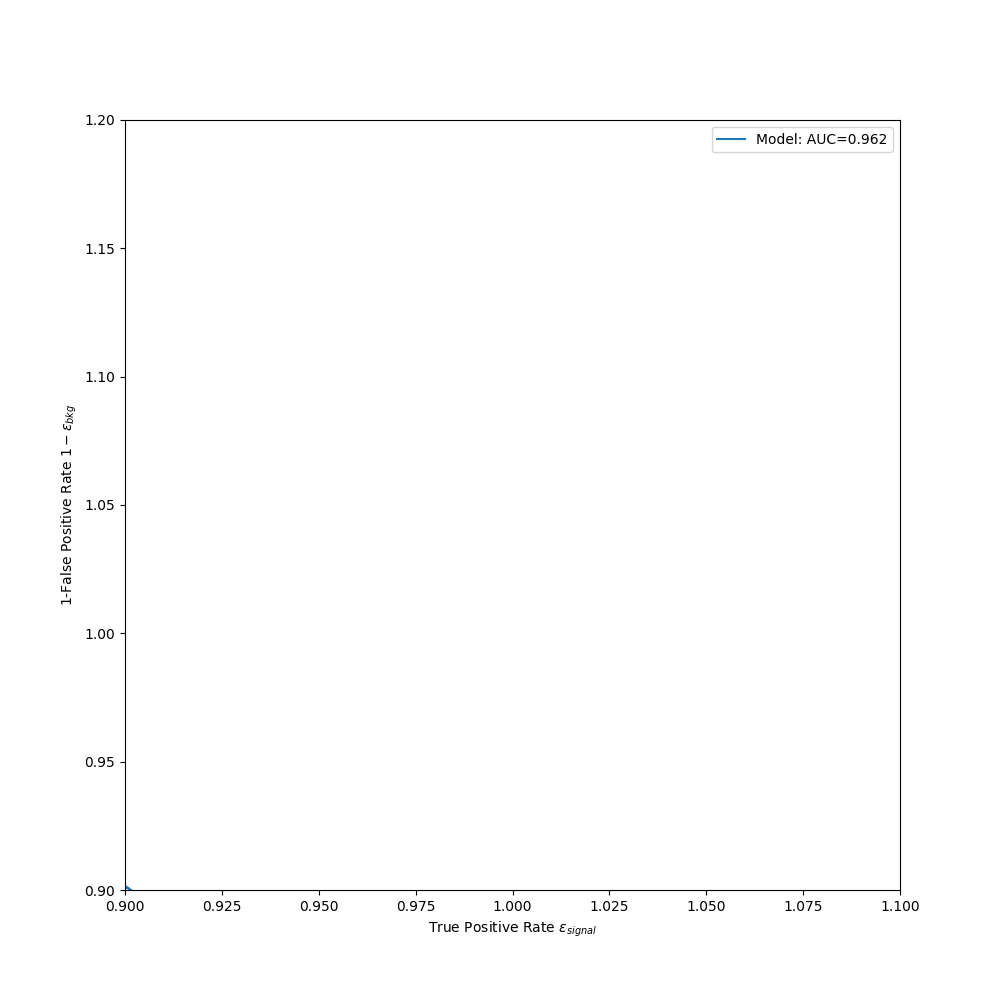 1.20
Model: AUC=0.962
1.15
1.10
1.05
1.00
0.95
0.90
1-False Positive Rate 1 − ε_bkg
0.900 0.925 0.950 0.975 1.000 1.025 1.050 1.075 1.100
True Positive Rate ε_signal